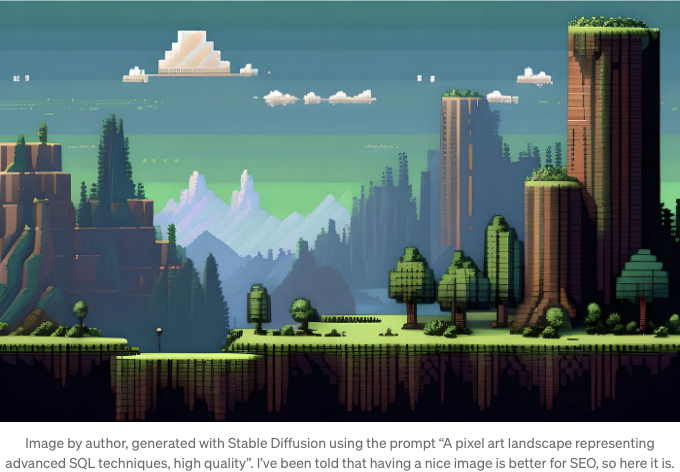 Image by author, generated with Stable Diffusion using the prompt “A pixel art landscape representing
advanced SQL techniques, high quality”. I’ve been told that having a nice image is better for SEO, so here it is.